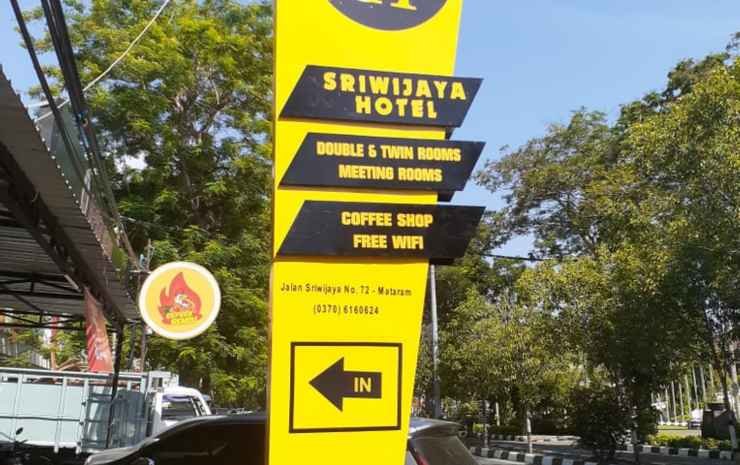 SRIWIJAYA
HOTEL
DOUBLE & TWIN ROOMS
MEETING ROOMS
COFFEE SHOP
FREE WIFI
Jalan Sriwijaya No. 72 - Mataram
(0370) 6160624
IN